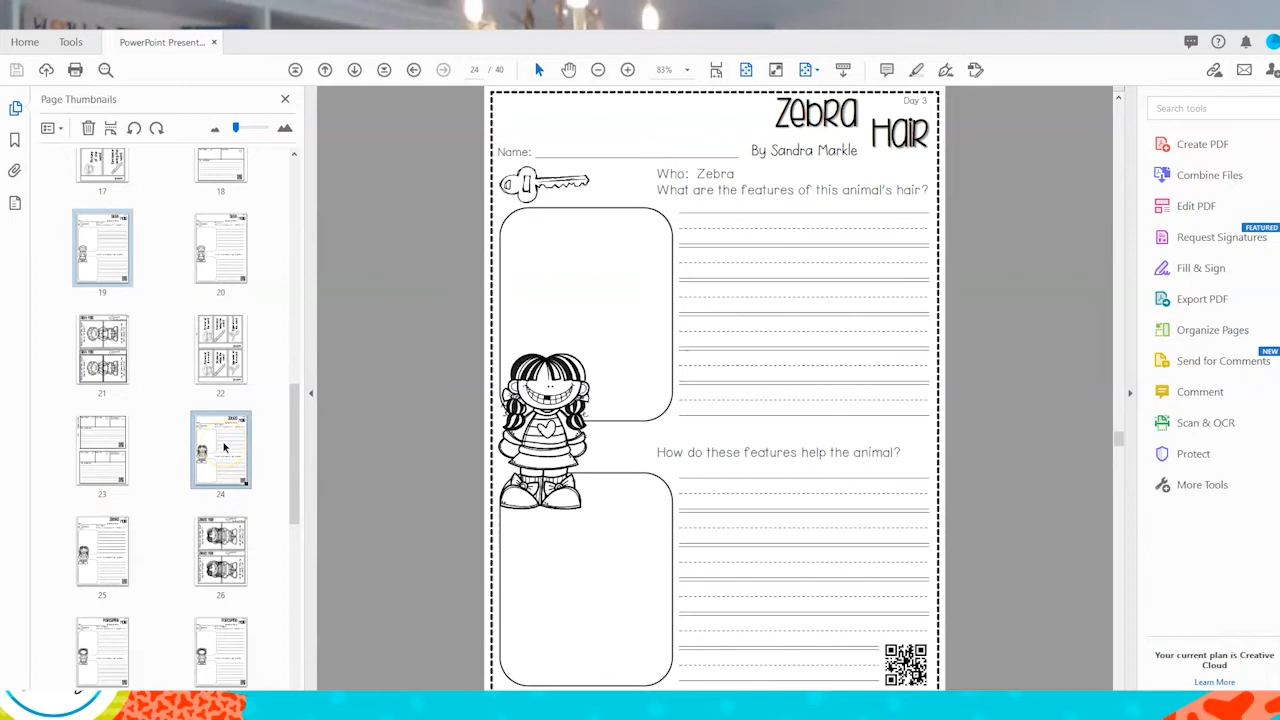 Home
Tools
PowerPoint Present...
24 / 40
83%
Page Thumbnails
17
18
19
20
21
22
23
24
25
26
Day 3
Zebra
Hair
By Sandra Markle
Name:
Who: Zebra
What are the features of this animal's hair?
How do these features help the animal?
Search tools
Create PDF
Combine Files
Edit PDF
FEATURED
Request Signatures
Fill & Sign
Export PDF
Organize Pages
NEW
Send for Comments
Comment
Scan & OCR
Protect
More Tools
Your current plan is Creative
Cloud
Learn More